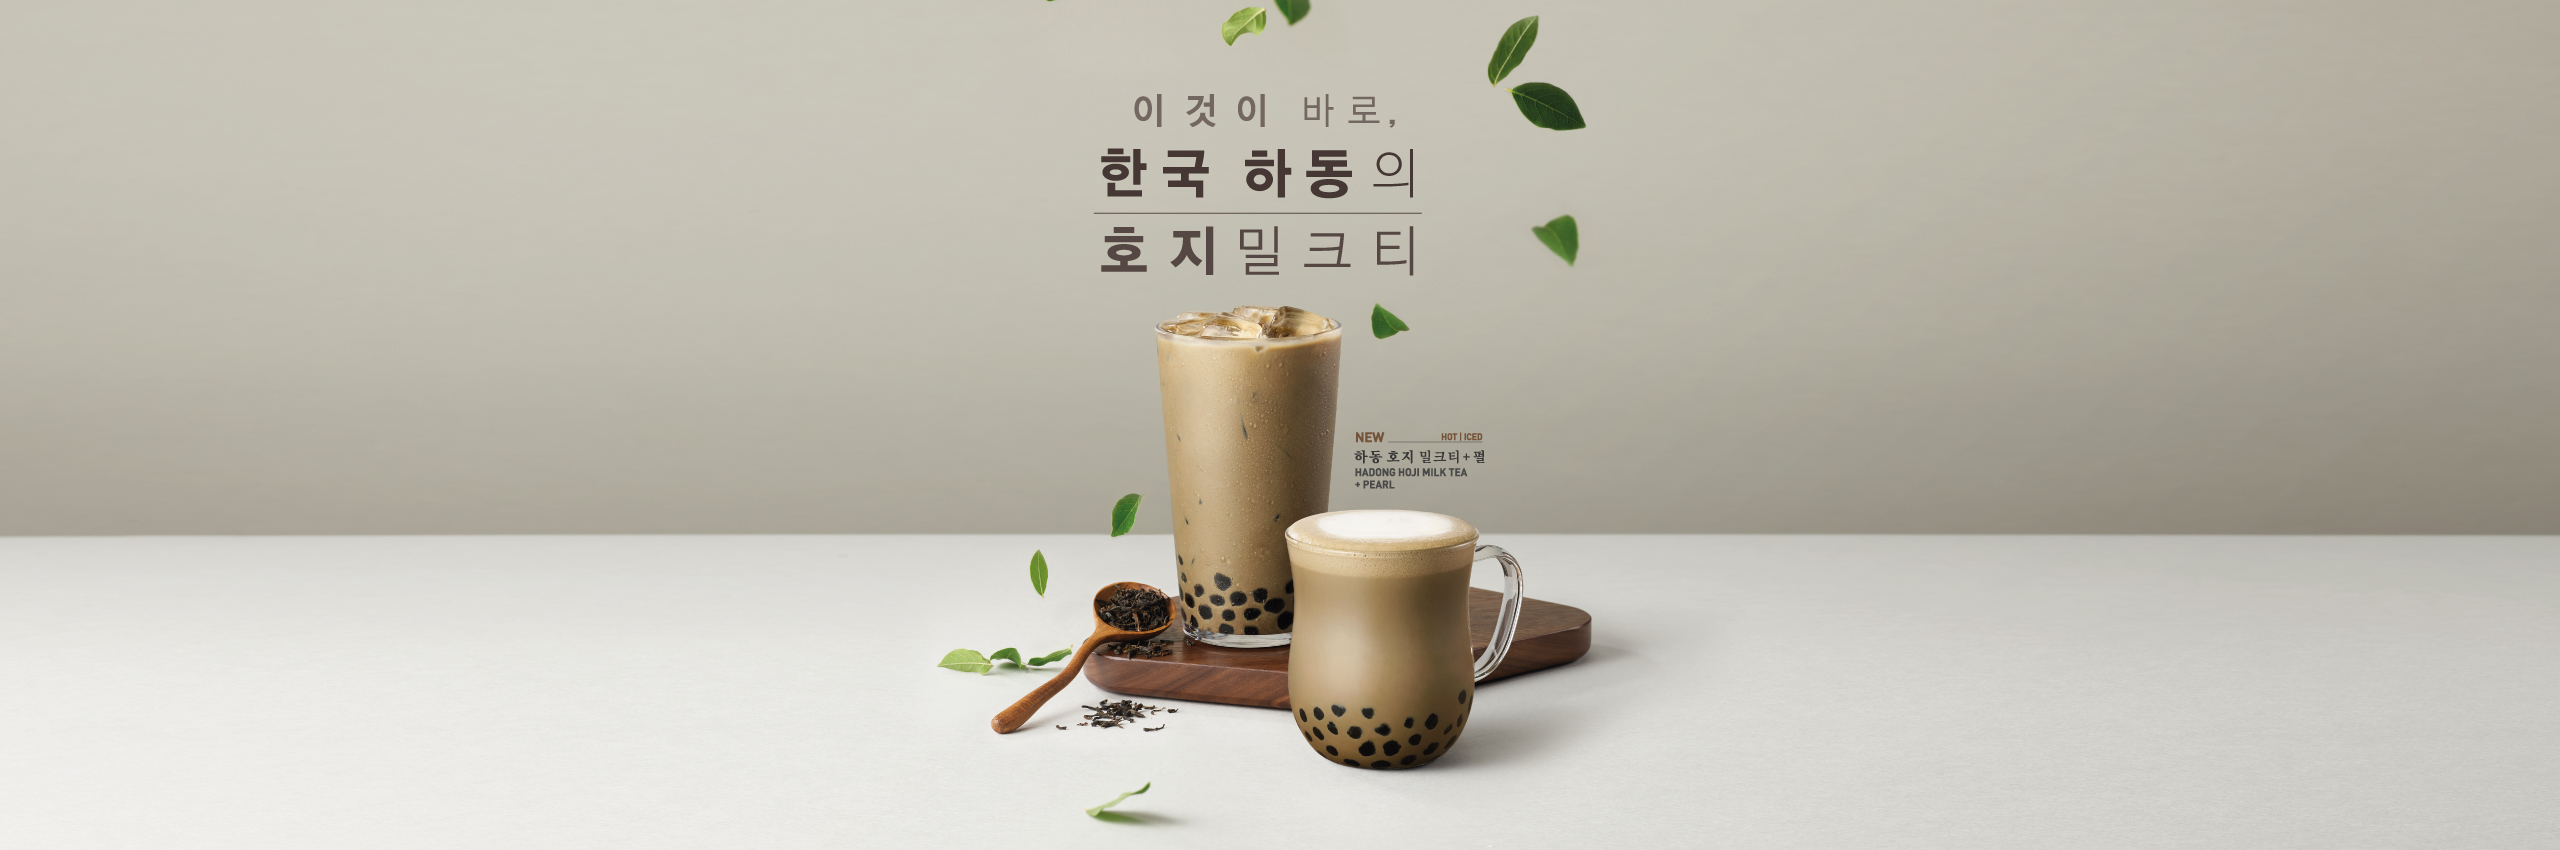 이것이 바로,
한국 하동의
호지밀크티
NEW HOT | ICED
하동 호지 밀크티 + 펄
HADONG HOJI MILK TEA
+ PEARL